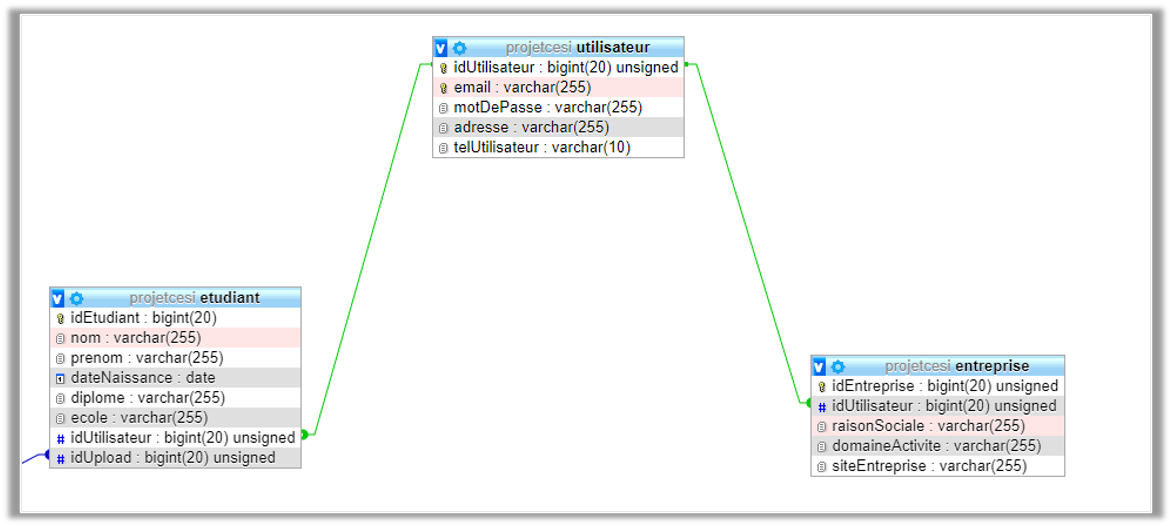 projetcesi utilisateur
idUtilisateur : bigint(20) unsigned
email : varchar(255)
motDePasse : varchar(255)
adresse : varchar(255)
telUtilisateur : varchar(10)
projetcesi etudiant
idEtudiant : bigint(20)
nom : varchar(255)
prenom : varchar(255)
dateNaissance : date
diplome : varchar(255)
ecole : varchar(255)
# idUtilisateur : bigint(20) unsigned
# idUpload : bigint(20) unsigned
projetcesi entreprise
idEntreprise : bigint(20) unsigned
# idUtilisateur : bigint(20) unsigned
raisonSociale : varchar(255)
domaineActivite : varchar(255)
siteEntreprise : varchar(255)